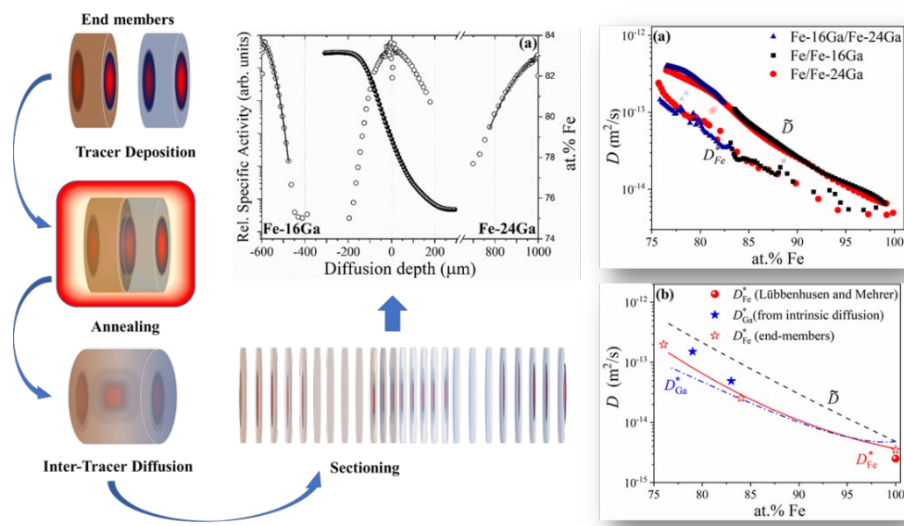 End members
Tracer Deposition
Annealing
Inter-Tracer Diffusion
Sectioning
Rel. Specific Activity (arb. units)
(a)
84
82
80
78
76
74
at.% Fe
Fe-16Ga
Fe-24Ga
-600
-400
-200
0
200
800
1000
Diffusion depth (μm)
(a)
Fe-16Ga/Fe-24Ga
Fe/Fe-16Ga
Fe/Fe-24Ga
10⁻¹²
10⁻¹³
10⁻¹⁴
D (m²/s)
D̃
D*Fe
75 80 85 90 95 100
at.% Fe
(b)
D*Fe (Lübbenhusen and Mehrer)
D*Ga (from intrinsic diffusion)
D*Fe (end-members)
10⁻¹²
10⁻¹³
10⁻¹⁴
10⁻¹⁵
D (m²/s)
D*Ga
D̃
D*Fe
75 80 85 90 95 100
at.% Fe